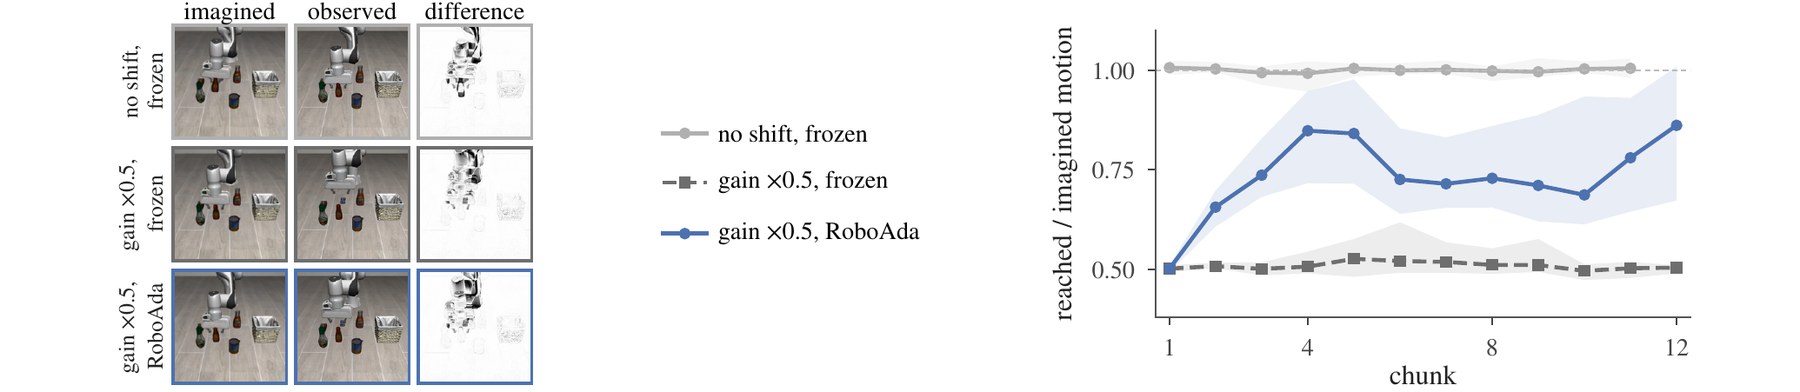 imagined observed difference
no shift,
frozen
gain ×0.5,
frozen
gain ×0.5,
RoboAda
no shift, frozen
gain ×0.5, frozen
gain ×0.5, RoboAda
reached / imagined motion
1.00
0.75
0.50
1 4 8 12
chunk